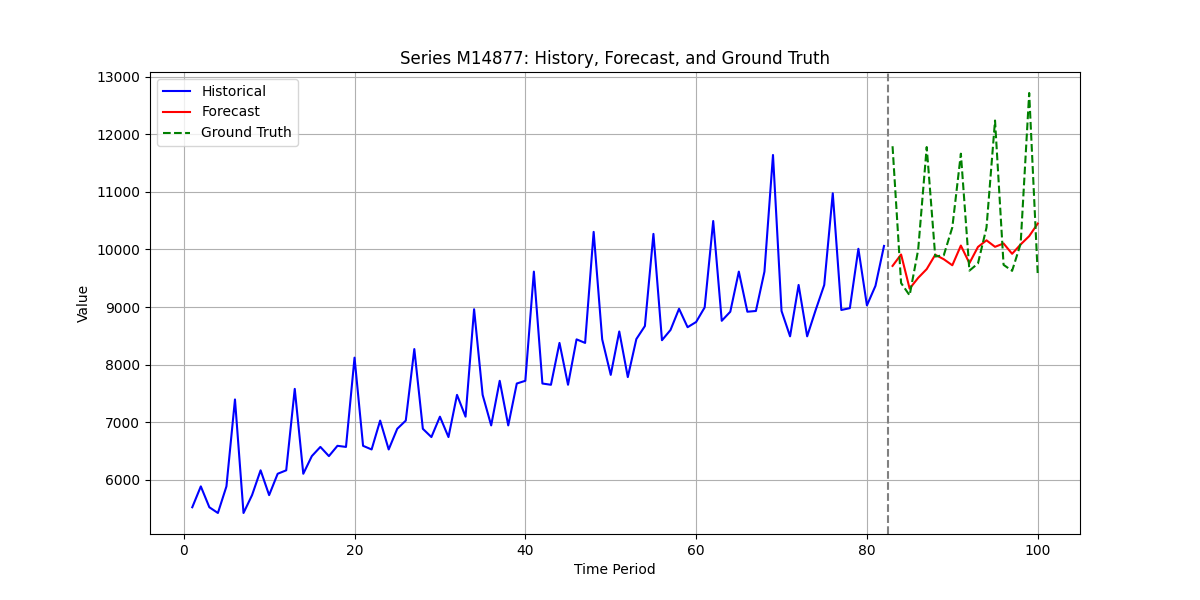 Series M14877: History, Forecast, and Ground Truth
13000
12000
11000
10000
9000
8000
7000
6000
Value
Historical
Forecast
Ground Truth
0 20 40 60 80 100
Time Period